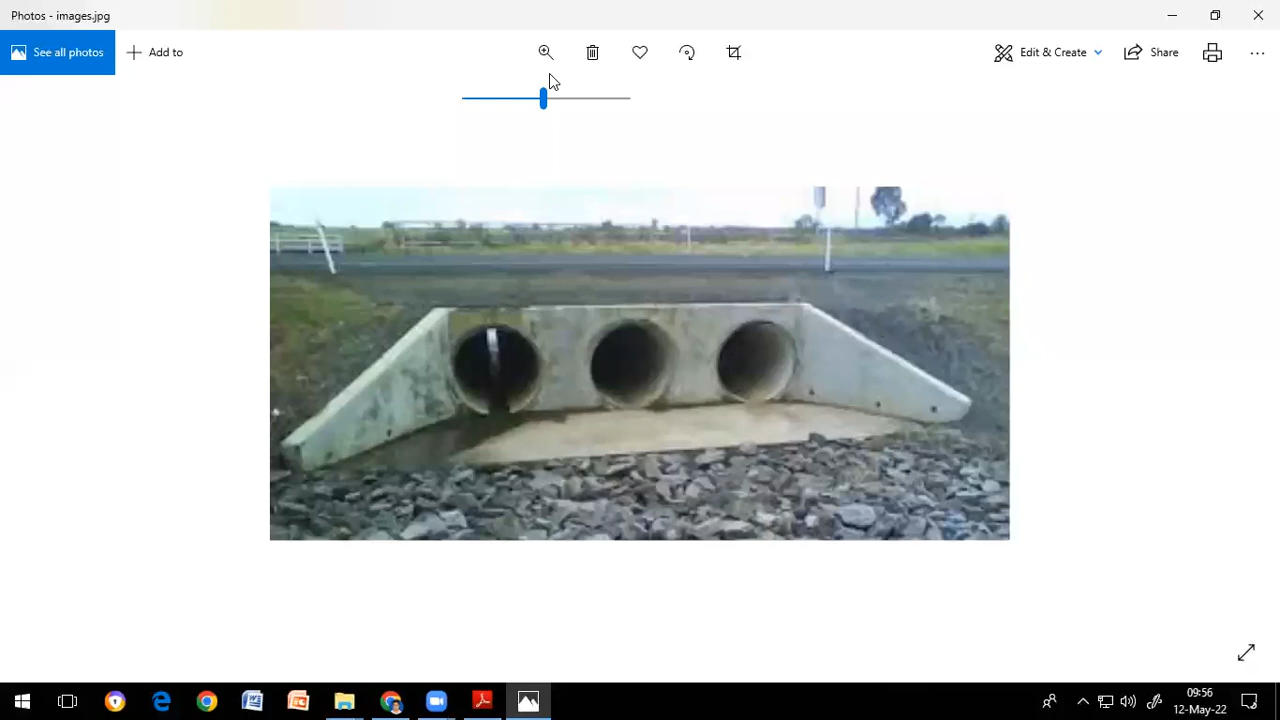 Photos - images.jpg
See all photos
Add to
Edit & Create
Share
09:56
12-May-22